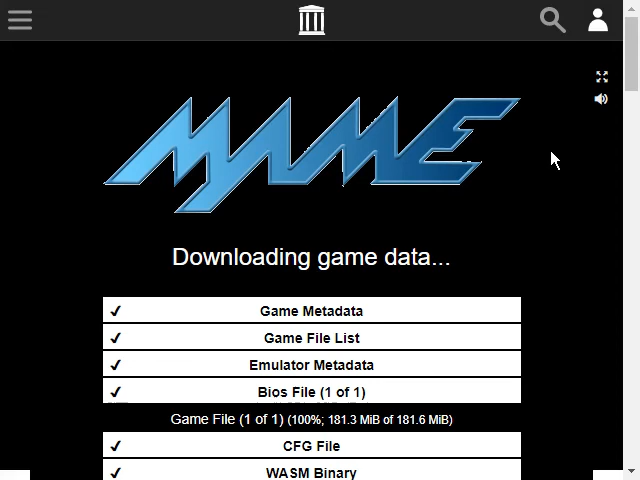 MAME
Downloading game data...
✔ Game Metadata
✔ Game File List
✔ Emulator Metadata
✔ Bios File (1 of 1)
Game File (1 of 1) (100%; 181.3 MiB of 181.6 MiB)
✔ CFG File
✔ WASM Binary